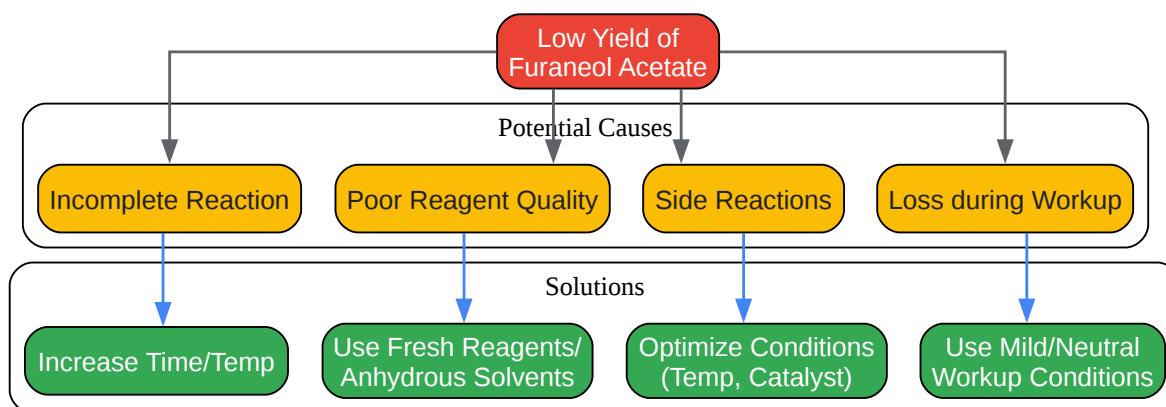 Low Yield of
Furaneol Acetate
Potential Causes
Incomplete Reaction
Poor Reagent Quality
Side Reactions
Loss during Workup
Solutions
Increase Time/Temp
Use Fresh Reagents/
Anhydrous Solvents
Optimize Conditions
(Temp, Catalyst)
Use Mild/Neutral
Workup Conditions